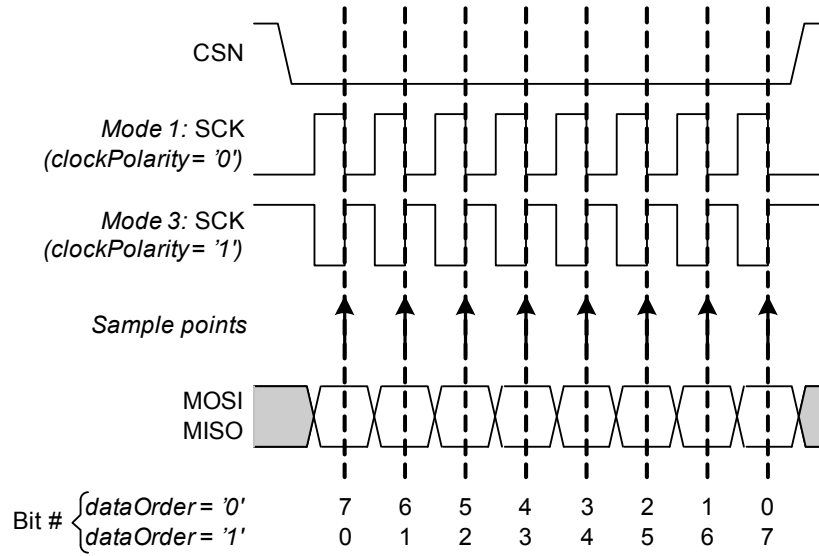 CSN
Mode 1: SCK
(clockPolarity= '0')
Mode 3: SCK
(clockPolarity= '1')
Sample points
MOSI
MISO
Bit # { dataOrder = '0' 7 6 5 4 3 2 1 0
dataOrder = '1' 0 1 2 3 4 5 6 7